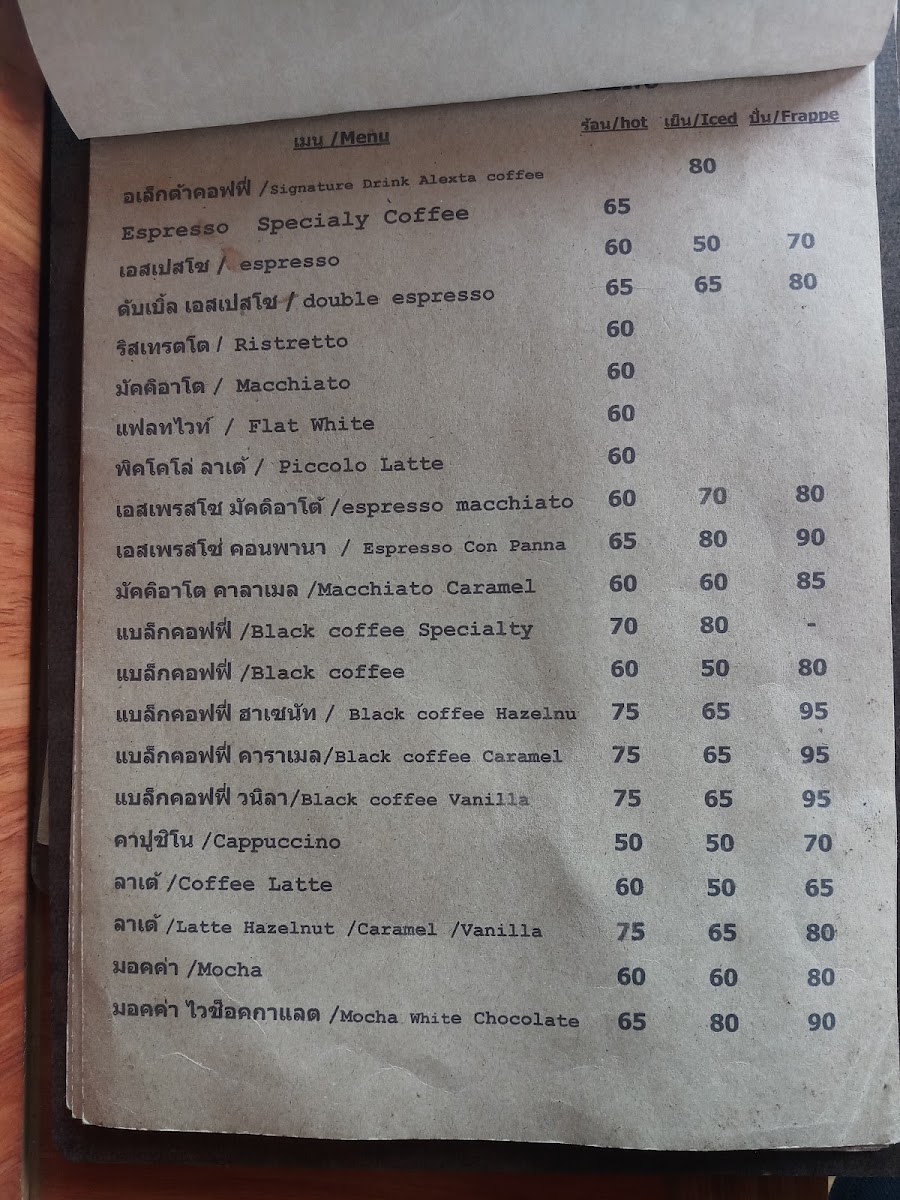 เมนู /Menu ร้อน/hot เย็น/Iced ปั่น/Frappe
อเล็กต้าคอฟฟี่ /Signature Drink Alexta coffee 80
Espresso Specialy Coffee 65
เอสเปสโซ / espresso 60 50 70
ดับเบิ้ล เอสเปสโซ / double espresso 65 65 80
ริสเทรตโต / Ristretto 60
มัคคิอาโต / Macchiato 60
แฟลทไวท์ / Flat White 60
พิคโคโล่ ลาเต้ / Piccolo Latte 60
เอสเพรสโซ มัคคิอาโต้ /espresso macchiato 60 70 80
เอสเพรสโซ่ คอนพานา / Espresso Con Panna 65 80 90
มัคคิอาโต คาลาเมล /Macchiato Caramel 60 60 85
แบล็กคอฟฟี่ /Black coffee Specialty 70 80 -
แบล็กคอฟฟี่ /Black coffee 60 50 80
แบล็กคอฟฟี่ ฮาเซนัท / Black coffee Hazelnu 75 65 95
แบล็กคอฟฟี่ คาราเมล/Black coffee Caramel 75 65 95
แบล็กคอฟฟี่ วนิลา/Black coffee Vanilla 75 65 95
คาปูชิโน /Cappuccino 50 50 70
ลาเต้ /Coffee Latte 60 50 65
ลาเต้ /Latte Hazelnut /Caramel /Vanilla 75 65 80
มอคค่า /Mocha 60 60 80
มอคค่า ไวช็อคกาแลต /Mocha White Chocolate 65 80 90